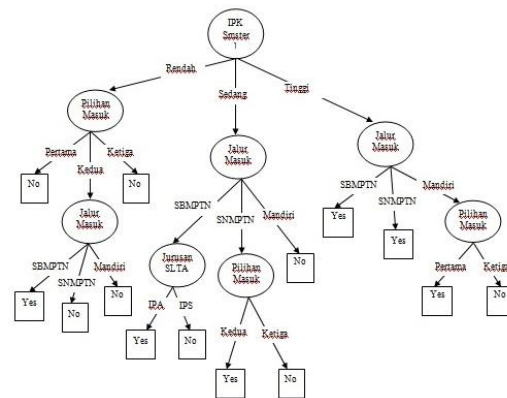 IPK
Smster
1
Rendah
Sedang
Tinggi
Pilihan
Masuk
Pertama
Kedua
Ketiga
No
No
Jalur
Masuk
SBMPTN
SNMPTN
Mandiri
Yes
No
No
Jalur
Masuk
SBMPTN
SNMPTN
Mandiri
Jurusan
SLTA
IPA
IPS
Yes
No
Pilihan
Masuk
Kedua
Ketiga
Yes
No
No
Jalur
Masuk
SBMPTN
SNMPTN
Mandiri
Yes
Yes
Pilihan
Masuk
Pertama
Ketiga
Yes
No